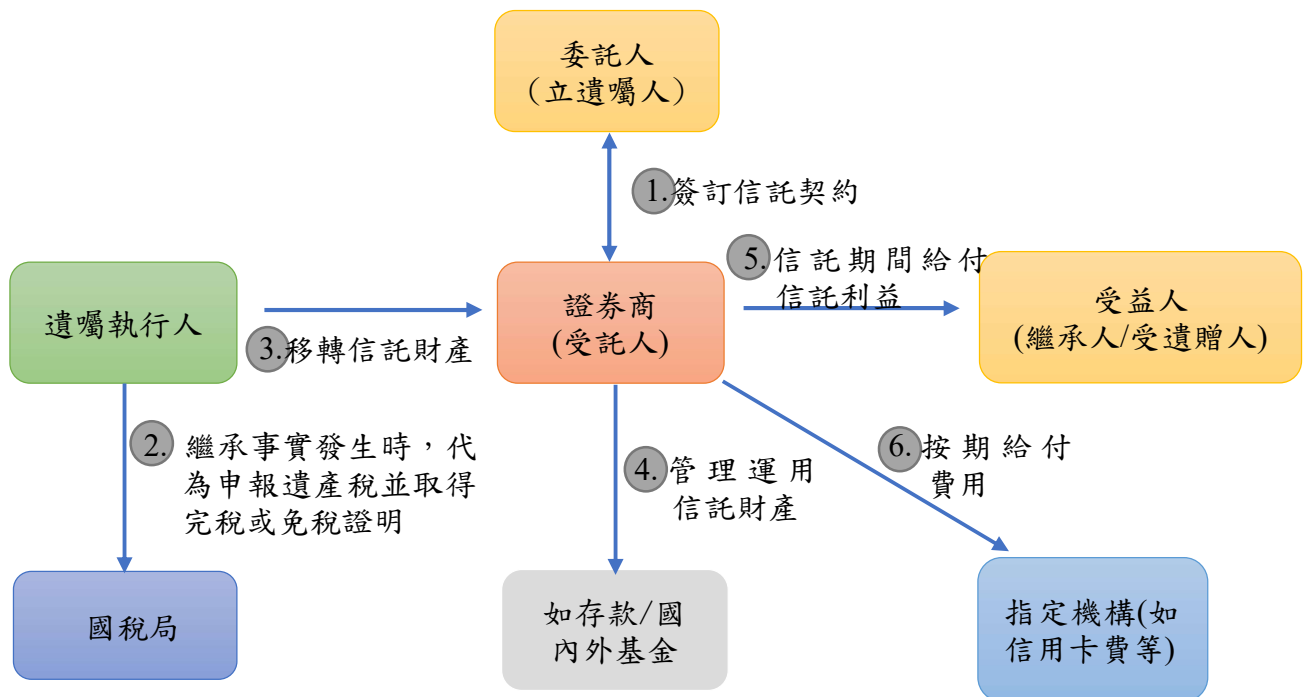 委託人
（立遺囑人）
1.簽訂信託契約
5.信託期間給付
信託利益
遺囑執行人
3.移轉信託財產
證券商
(受託人)
受益人
(繼承人/受遺贈人)
2. 繼承事實發生時，代
為申報遺產稅並取得
完稅或免稅證明
4. 管理運用
信託財產
6.按期給付
費用
國稅局
如存款/國
內外基金
指定機構(如
信用卡費等)